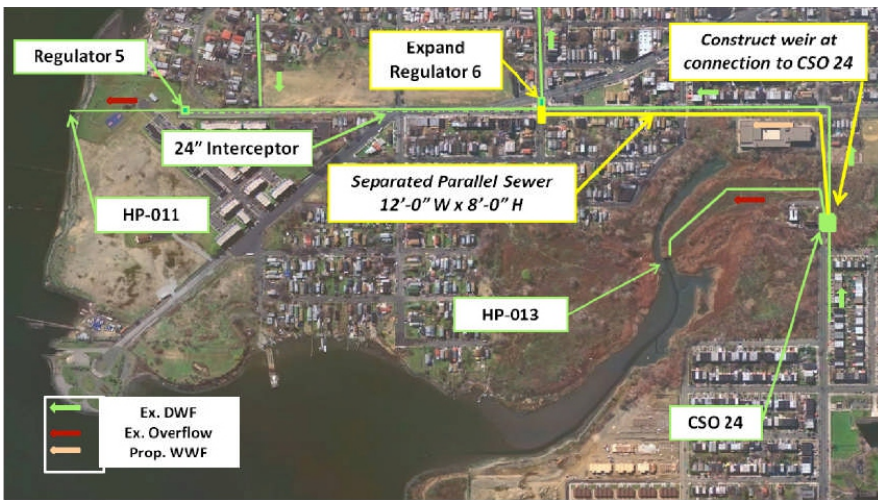 Regulator 5
Expand
Regulator 6
Construct weir at
connection to CSO 24
24” Interceptor
Separated Parallel Sewer
12’-0” W x 8’-0” H
HP-011
HP-013
CSO 24
Ex. DWF
Ex. Overflow
Prop. WWF